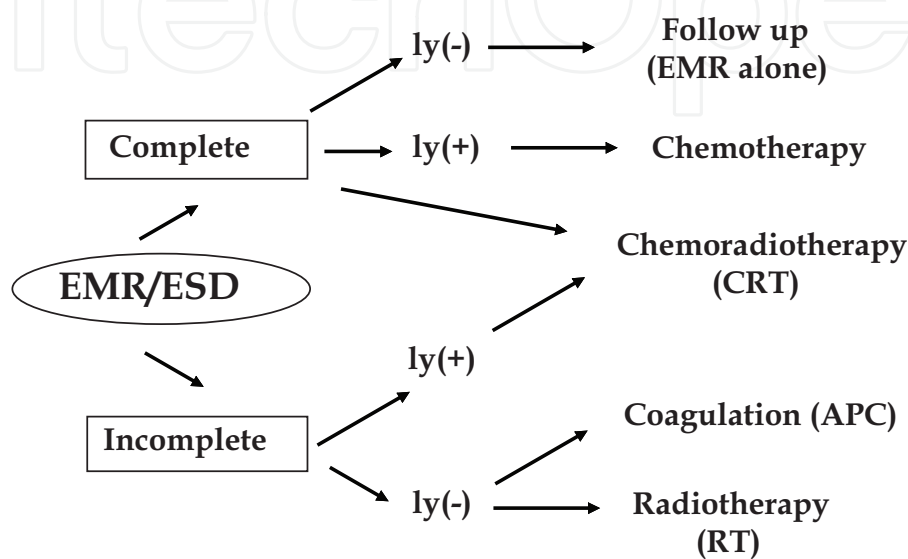 ly(-)
Follow up
(EMR alone)
Complete
ly(+)
Chemotherapy
Chemoradiotherapy
(CRT)
EMR/ESD
ly(+)
Incomplete
Coagulation (APC)
ly(-)
Radiotherapy
(RT)